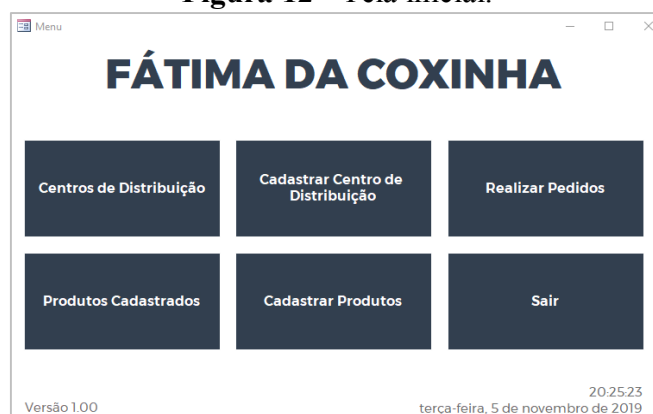 Figura 12 – Tela inicial.
Menu
FÁTIMA DA COXINHA
Centros de Distribuição
Cadastrar Centro de
Distribuição
Realizar Pedidos
Produtos Cadastrados
Cadastrar Produtos
Sair
20:25:23
Versão 1.00
terça-feira, 5 de novembro de 2019